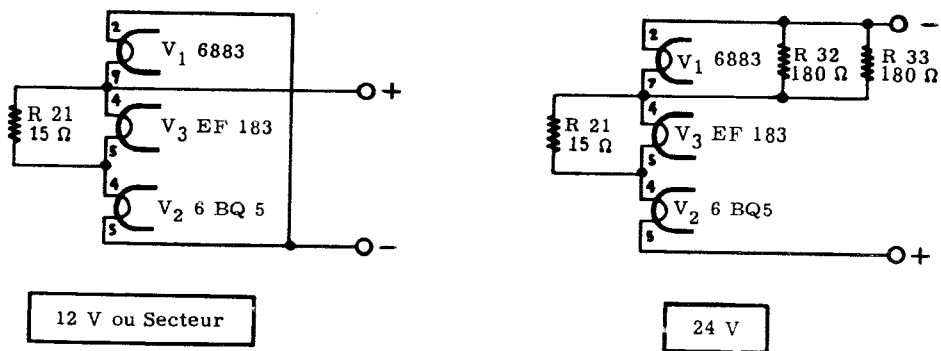 2
V1 6883
7
+
R 21
15 Ω
4
V3 EF 183
5
4
V2 6 BQ 5
5
-
12 V ou Secteur
-
2
V1 6883
R 32
180 Ω
R 33
180 Ω
7
R 21
15 Ω
4
V3 EF 183
5
4
V2 6 BQ5
5
+
24 V